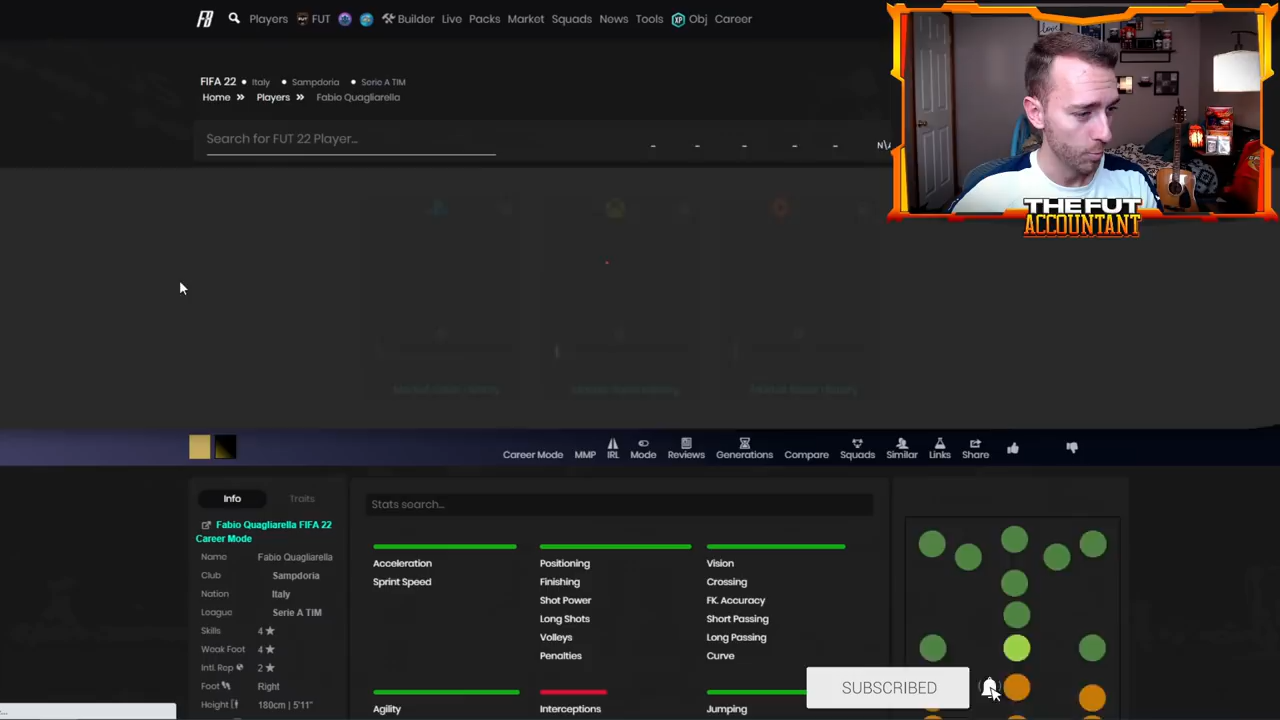 FB Players FUT Builder Live Packs Market Squads News Tools XP Obj Career
FIFA 22 • Italy • Sampdoria • Serie A TIM
Home » Players » Fabio Quagliarella
Search for FUT 22 Player...
- - - - - N\A
THE FUT
ACCOUNTANT
Career Mode MMP IRL Mode Reviews Generations Compare Squads Similar Links Share
Info Traits
Fabio Quagliarella FIFA 22
Career Mode
Name Fabio Quagliarella
Club Sampdoria
Nation Italy
League Serie A TIM
Skills 4★
Weak Foot 4★
Intl. Rep 2★
Foot Right
Height 180cm | 5'11"
Stats search...
Acceleration Positioning Vision
Sprint Speed Finishing Crossing
Shot Power FK. Accuracy
Long Shots Short Passing
Volleys Long Passing
Penalties Curve
Agility Interceptions Jumping
SUBSCRIBED